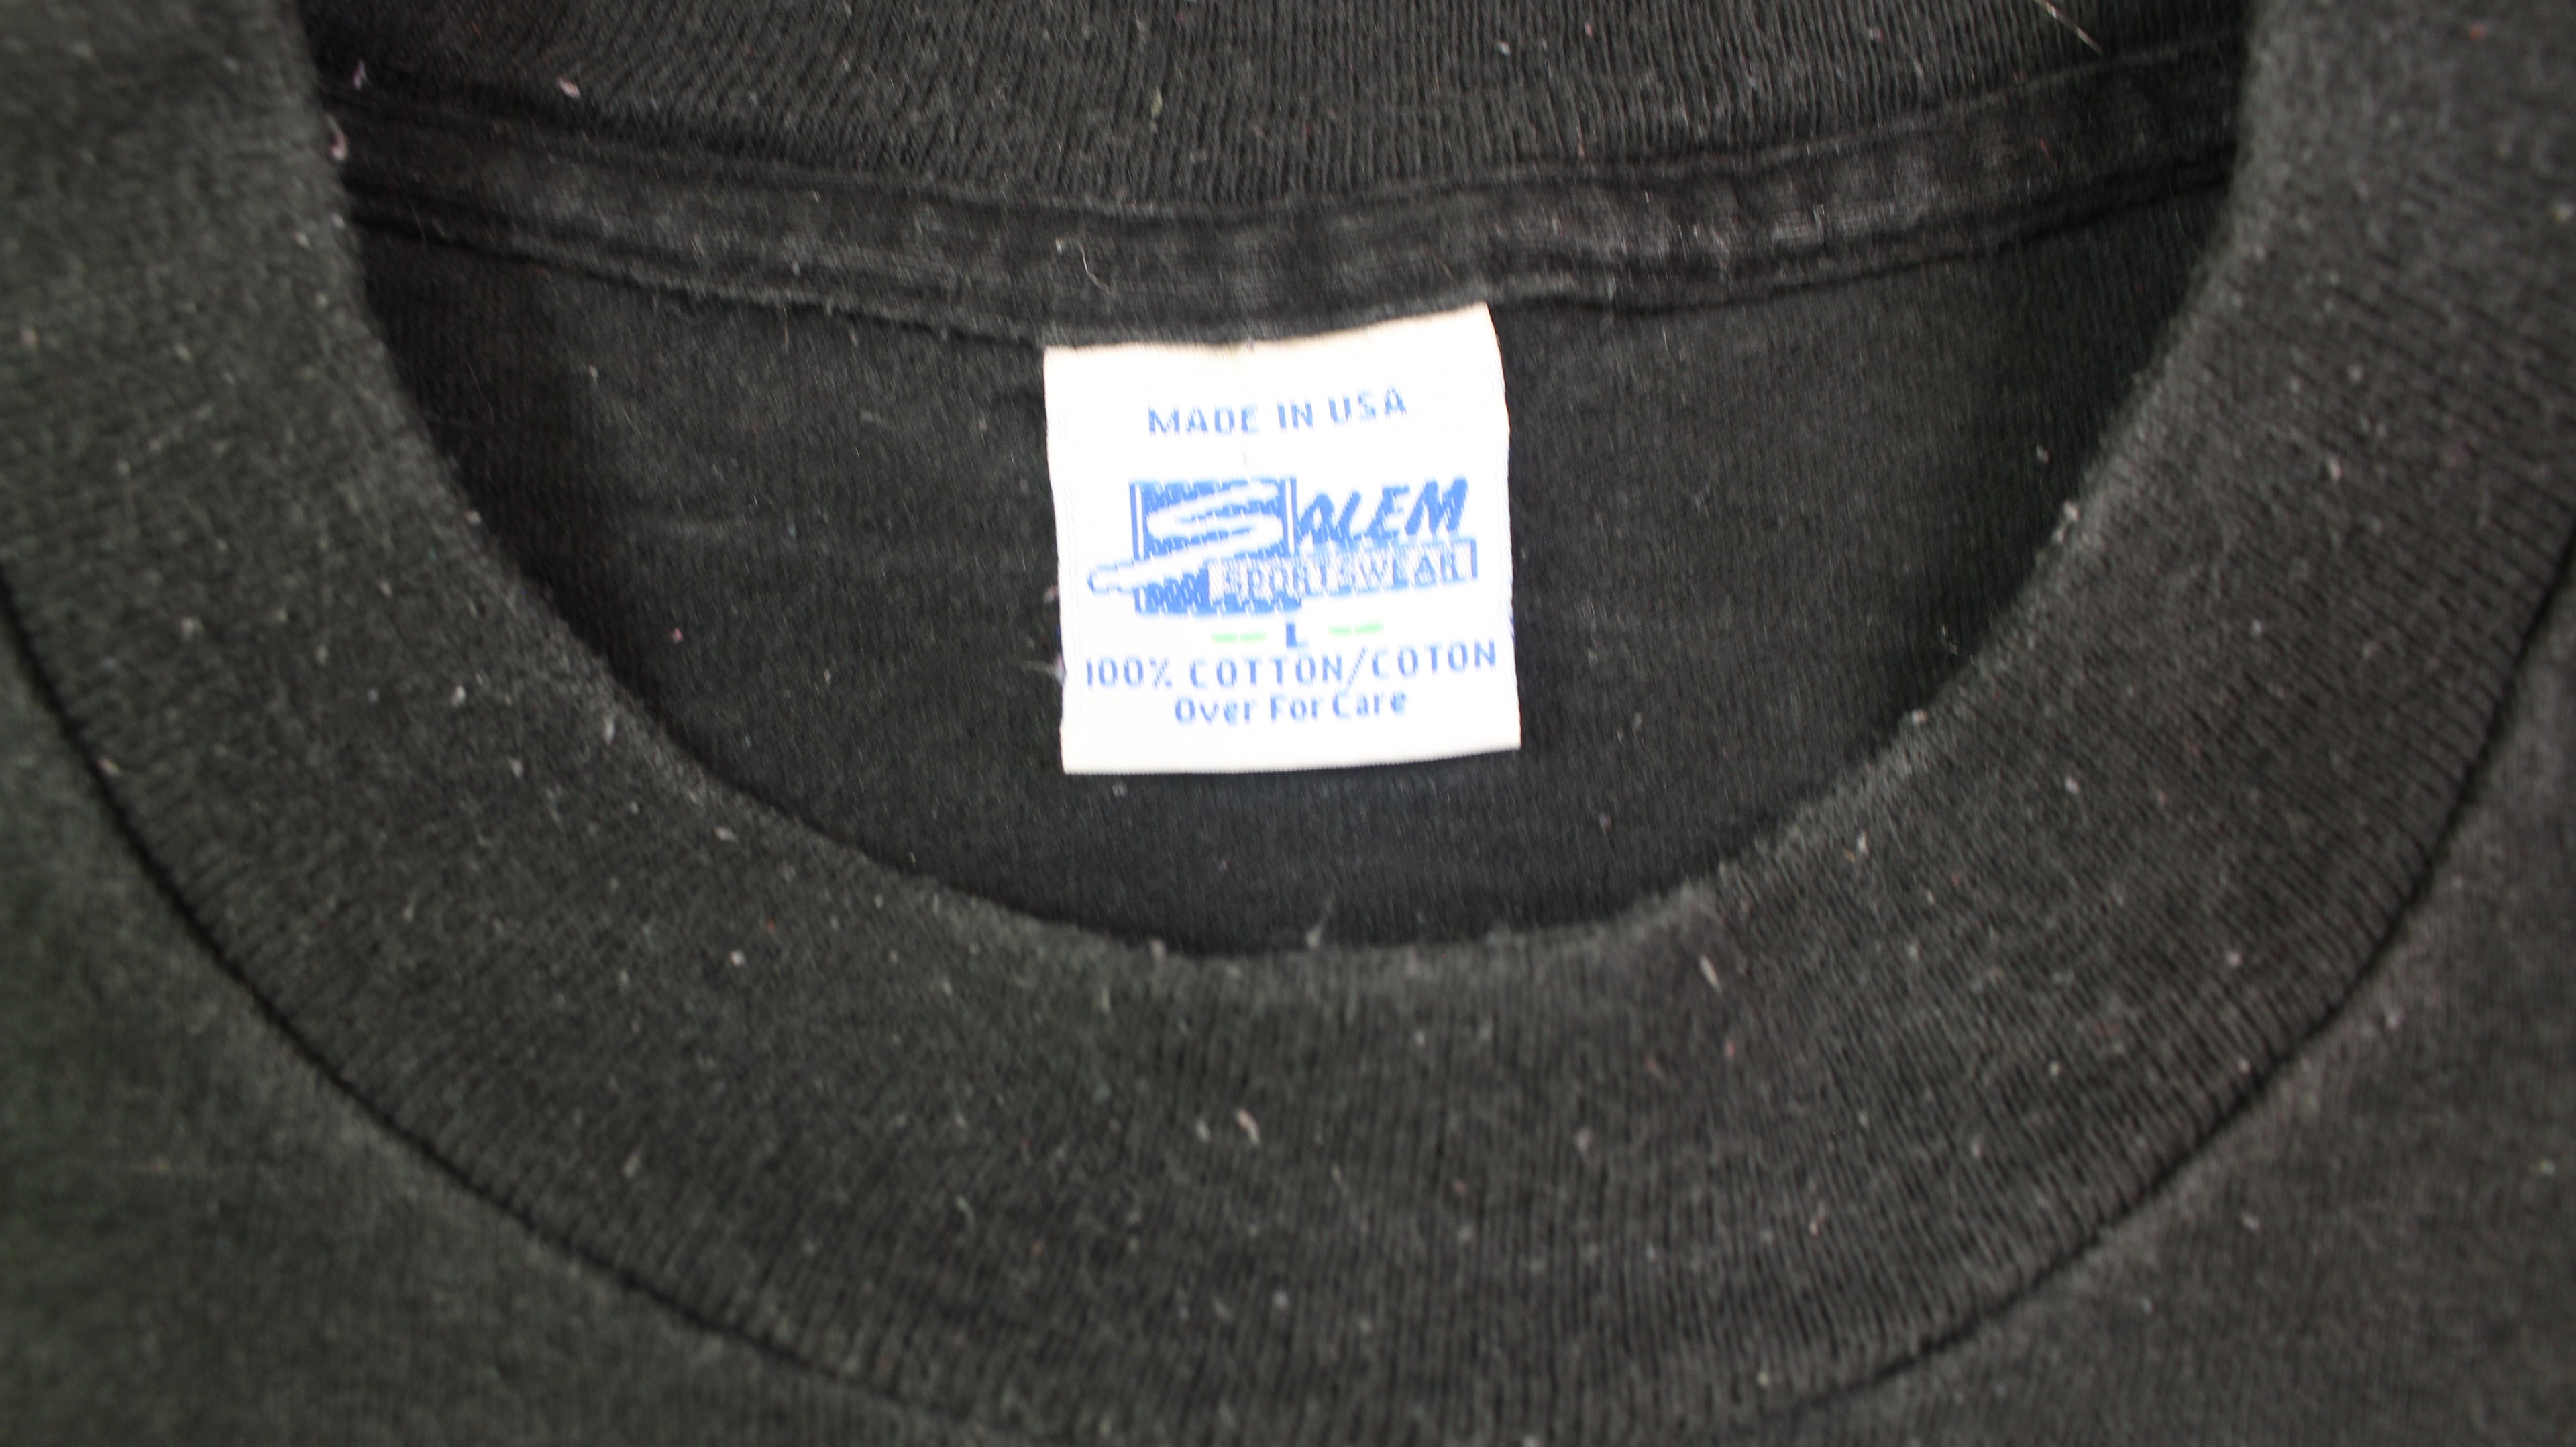 MADE IN USA
SALEM
SPORTSWEAR
L
100% COTTON/COTON
Over For Care